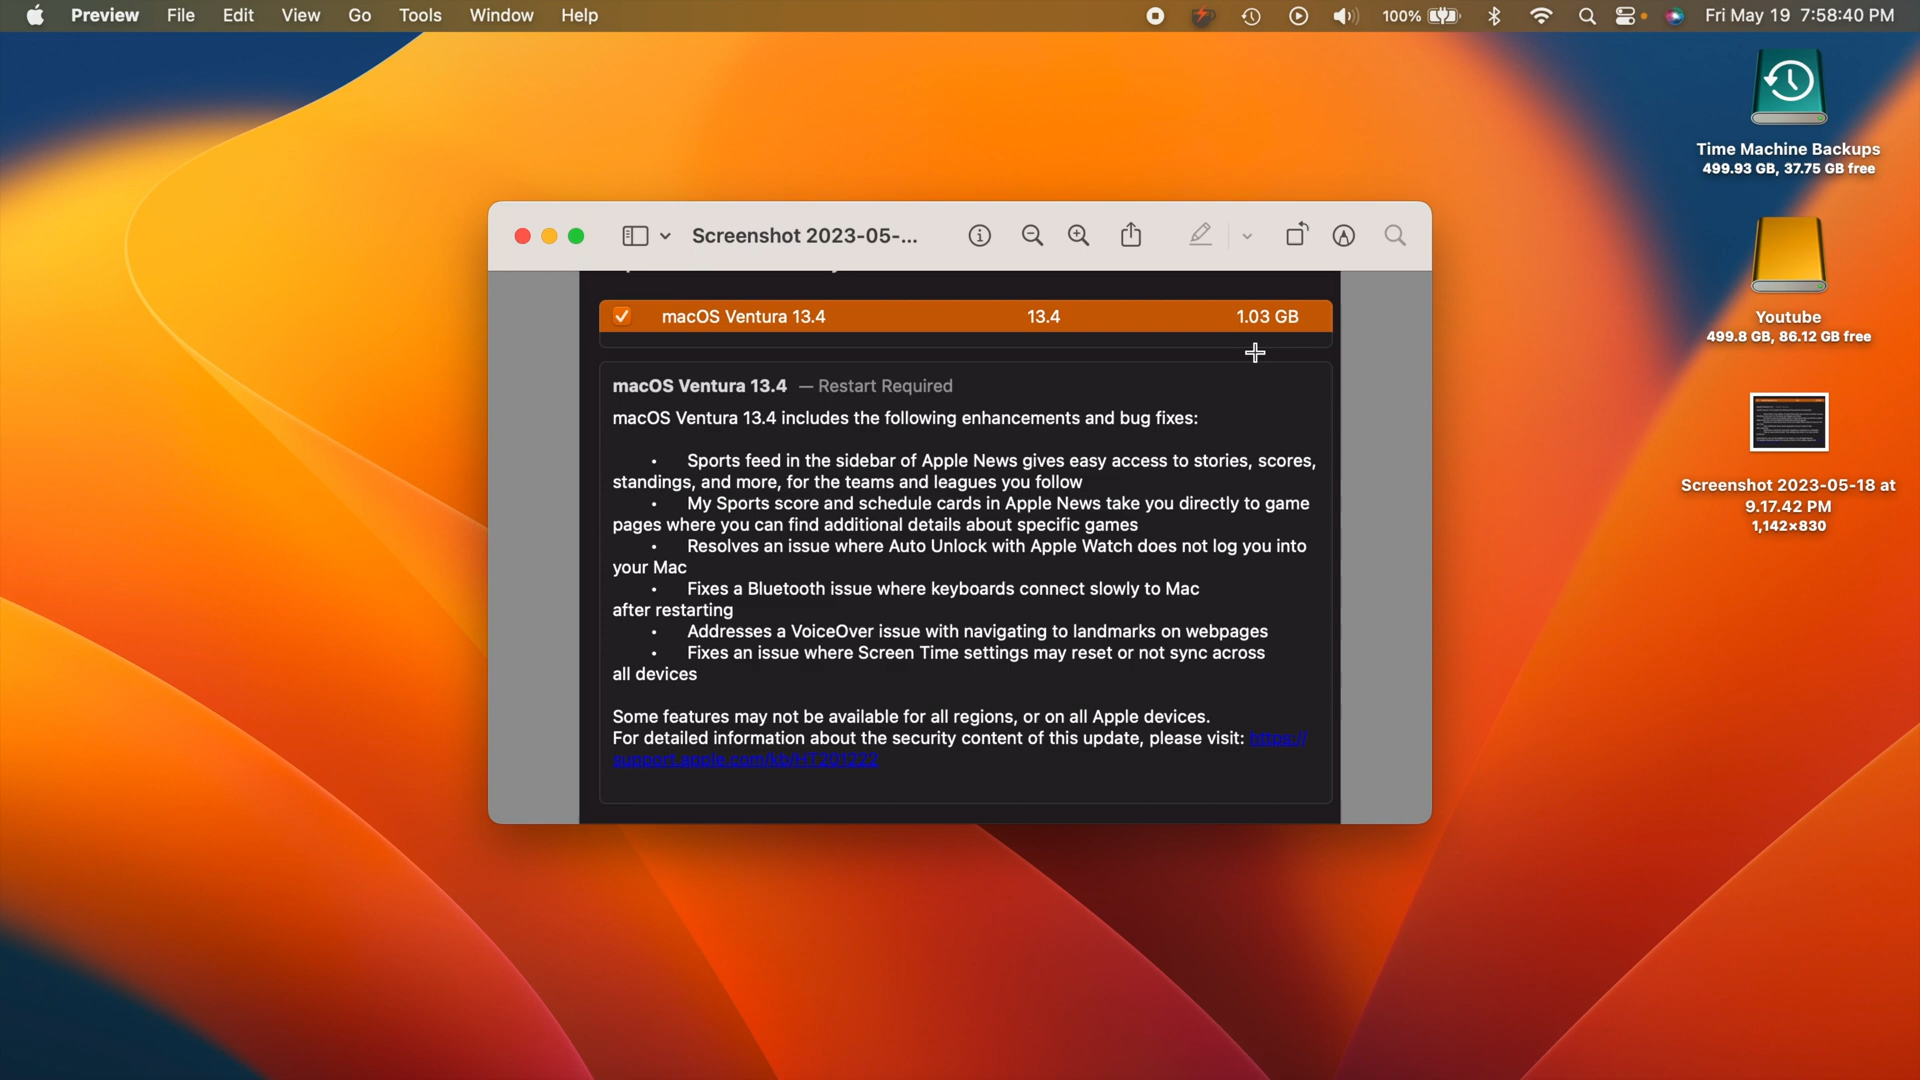 Preview File Edit View Go Tools Window Help 100% Fri May 19 7:58:40 PM
Time Machine Backups
499.93 GB, 37.75 GB free
Youtube
499.8 GB, 86.12 GB free
Screenshot 2023-05-18 at
9.17.42 PM
1,142×830
Screenshot 2023-05-...
macOS Ventura 13.4 13.4 1.03 GB
macOS Ventura 13.4 — Restart Required
macOS Ventura 13.4 includes the following enhancements and bug fixes:
• Sports feed in the sidebar of Apple News gives easy access to stories, scores,
standings, and more, for the teams and leagues you follow
• My Sports score and schedule cards in Apple News take you directly to game
pages where you can find additional details about specific games
• Resolves an issue where Auto Unlock with Apple Watch does not log you into
your Mac
• Fixes a Bluetooth issue where keyboards connect slowly to Mac
after restarting
• Addresses a VoiceOver issue with navigating to landmarks on webpages
• Fixes an issue where Screen Time settings may reset or not sync across
all devices
Some features may not be available for all regions, or on all Apple devices.
For detailed information about the security content of this update, please visit: https://
support.apple.com/kb/HT201222